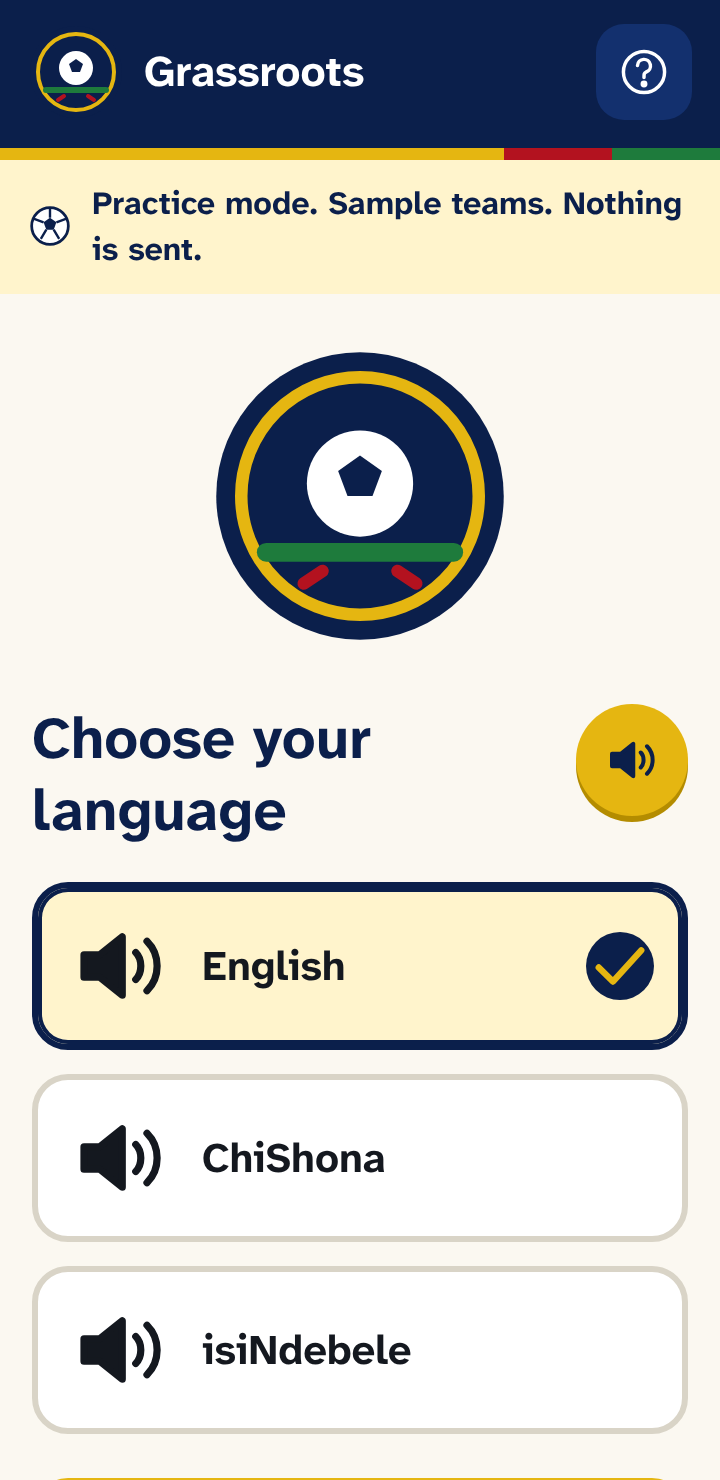 Grassroots
Practice mode. Sample teams. Nothing
is sent.
Choose your
language
English
ChiShona
isiNdebele